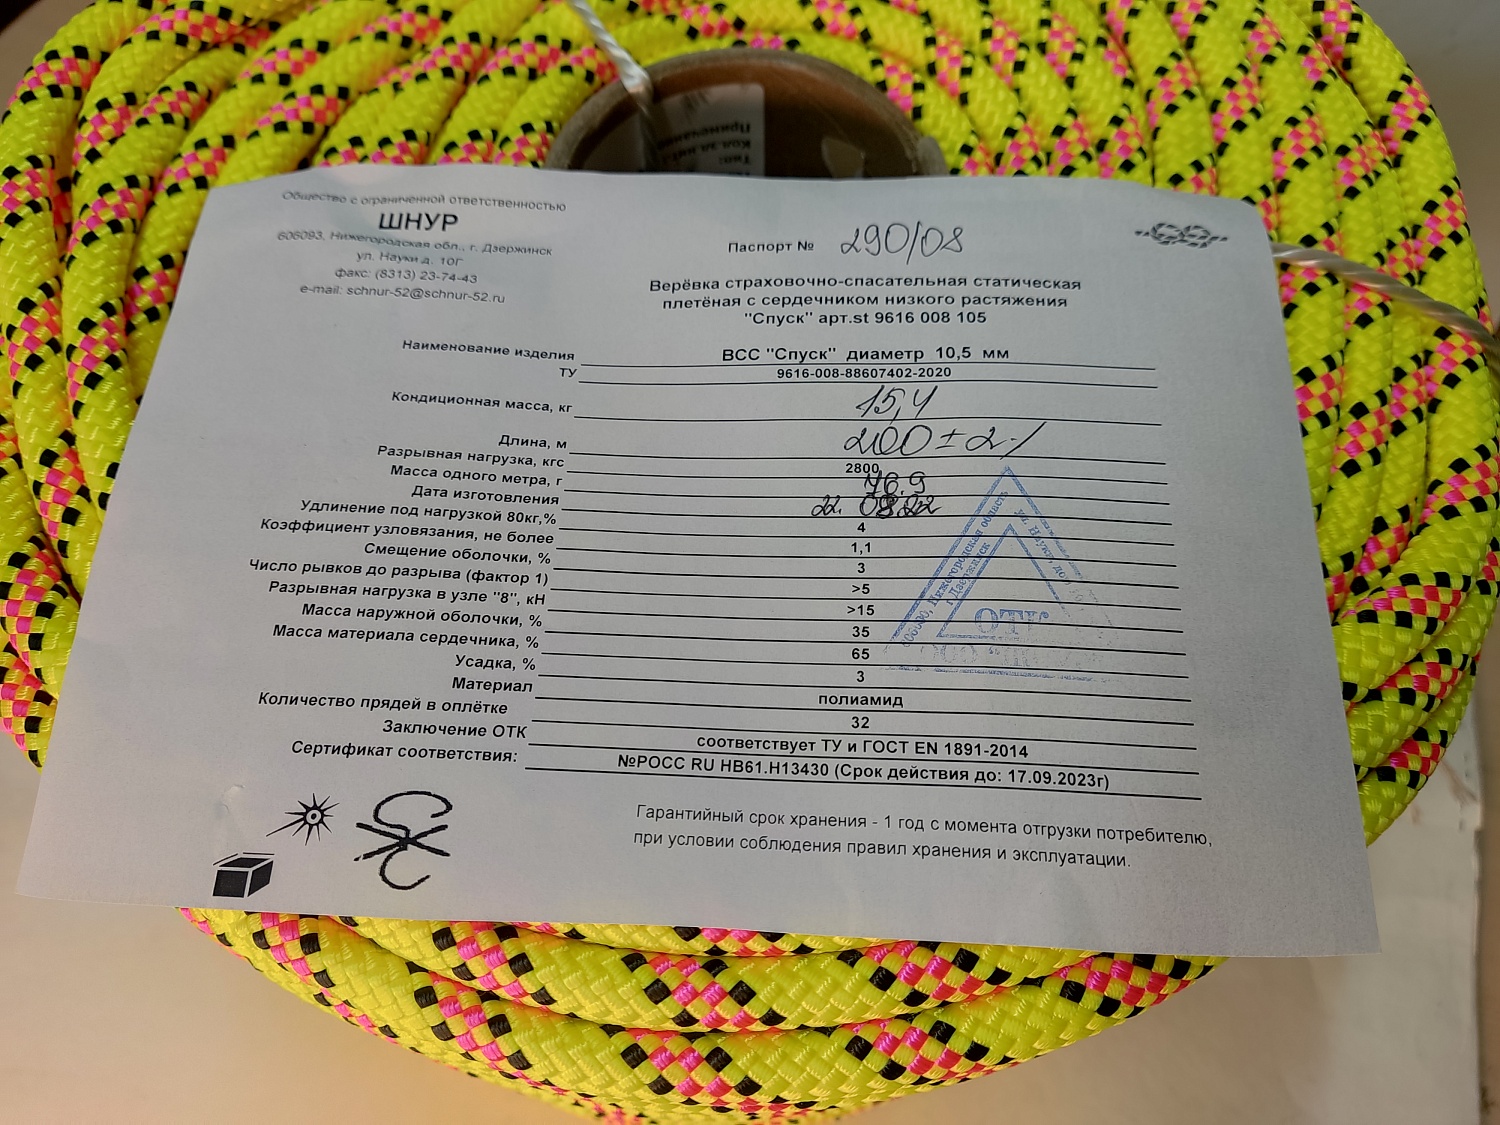 Общество с ограниченной ответственностью
ШНУР
606093, Нижегородская обл., г. Дзержинск
ул. Науки д. 10Г
факс: (8313) 23-74-43
e-mail: schnur-52@schnur-52.ru
Паспорт № 290/08
Верёвка страховочно-спасательная статическая
плетёная с сердечником низкого растяжения
"Спуск" арт.st 9616 008 105
Наименование изделия ВСС "Спуск" диаметр 10,5 мм
ТУ 9616-008-88607402-2020
Кондиционная масса, кг 15,4
Длина, м 200 ± 2%
Разрывная нагрузка, кгс 2800
Масса одного метра, г 76.9
Дата изготовления 22. 08.22
Удлинение под нагрузкой 80кг,% 4
Коэффициент узловязания, не более 1,1
Смещение оболочки, % 3
Число рывков до разрыва (фактор 1) >5
Разрывная нагрузка в узле "8", кН >15
Масса наружной оболочки, % 35
Масса материала сердечника, % 65
Усадка, % 3
Материал полиамид
Количество прядей в оплётке 32
Заключение ОТК соответствует ТУ и ГОСТ EN 1891-2014
Сертификат соответствия: №РОСС RU НВ61.Н13430 (Срок действия до: 17.09.2023г)
Гарантийный срок хранения - 1 год с момента отгрузки потребителю,
при условии соблюдения правил хранения и эксплуатации.
Нижегородская область
г Дзержинск
ул. Науки
ОТК
Примечание
Кол.
Тип: